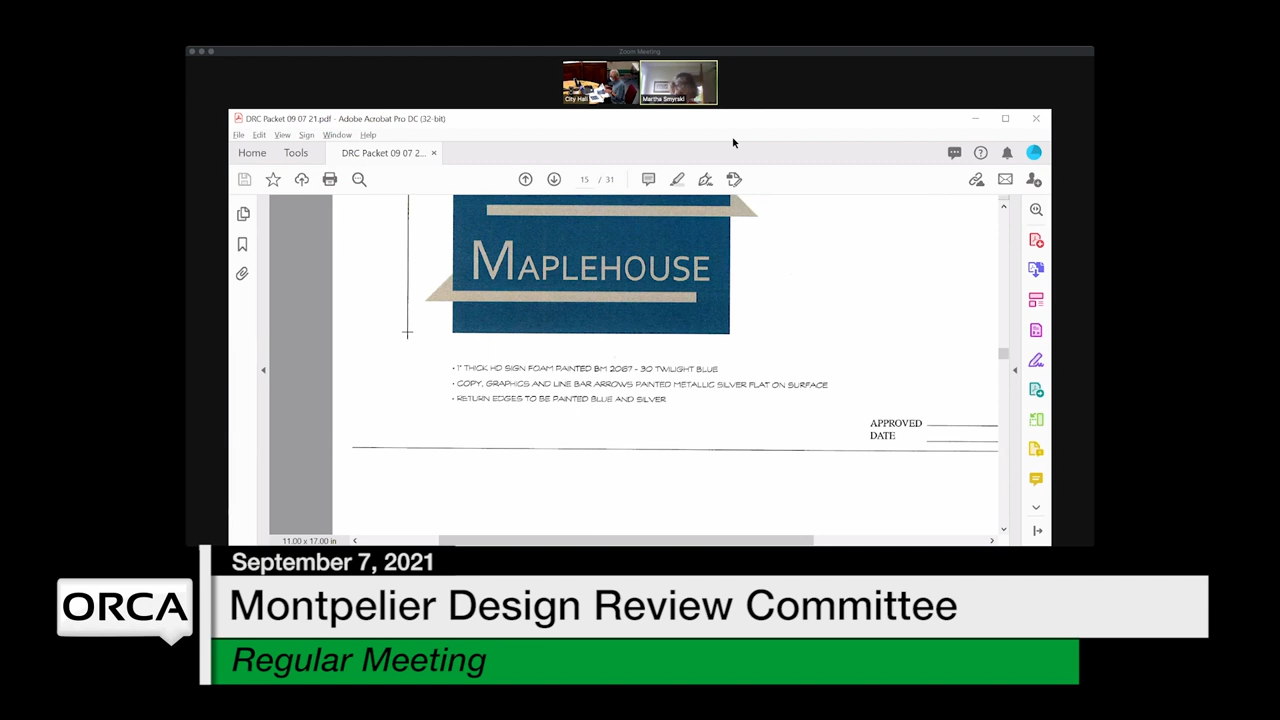 Zoom Meeting
City Hall
Martha Smyrski
DRC Packet 09 07 21.pdf - Adobe Acrobat Pro DC (32-bit)
File Edit View Sign Window Help
Home Tools DRC Packet 09 07 2... ×
15 / 31
MAPLEHOUSE
• 1" THICK HD SIGN FOAM PAINTED BM 2067 - 30 TWILIGHT BLUE
• COPY, GRAPHICS AND LINE BAR ARROWS PAINTED METALLIC SILVER FLAT ON SURFACE
• RETURN EDGES TO BE PAINTED BLUE AND SILVER
APPROVED
DATE
11.00 x 17.00 in
September 7, 2021
ORCA
Montpelier Design Review Committee
Regular Meeting